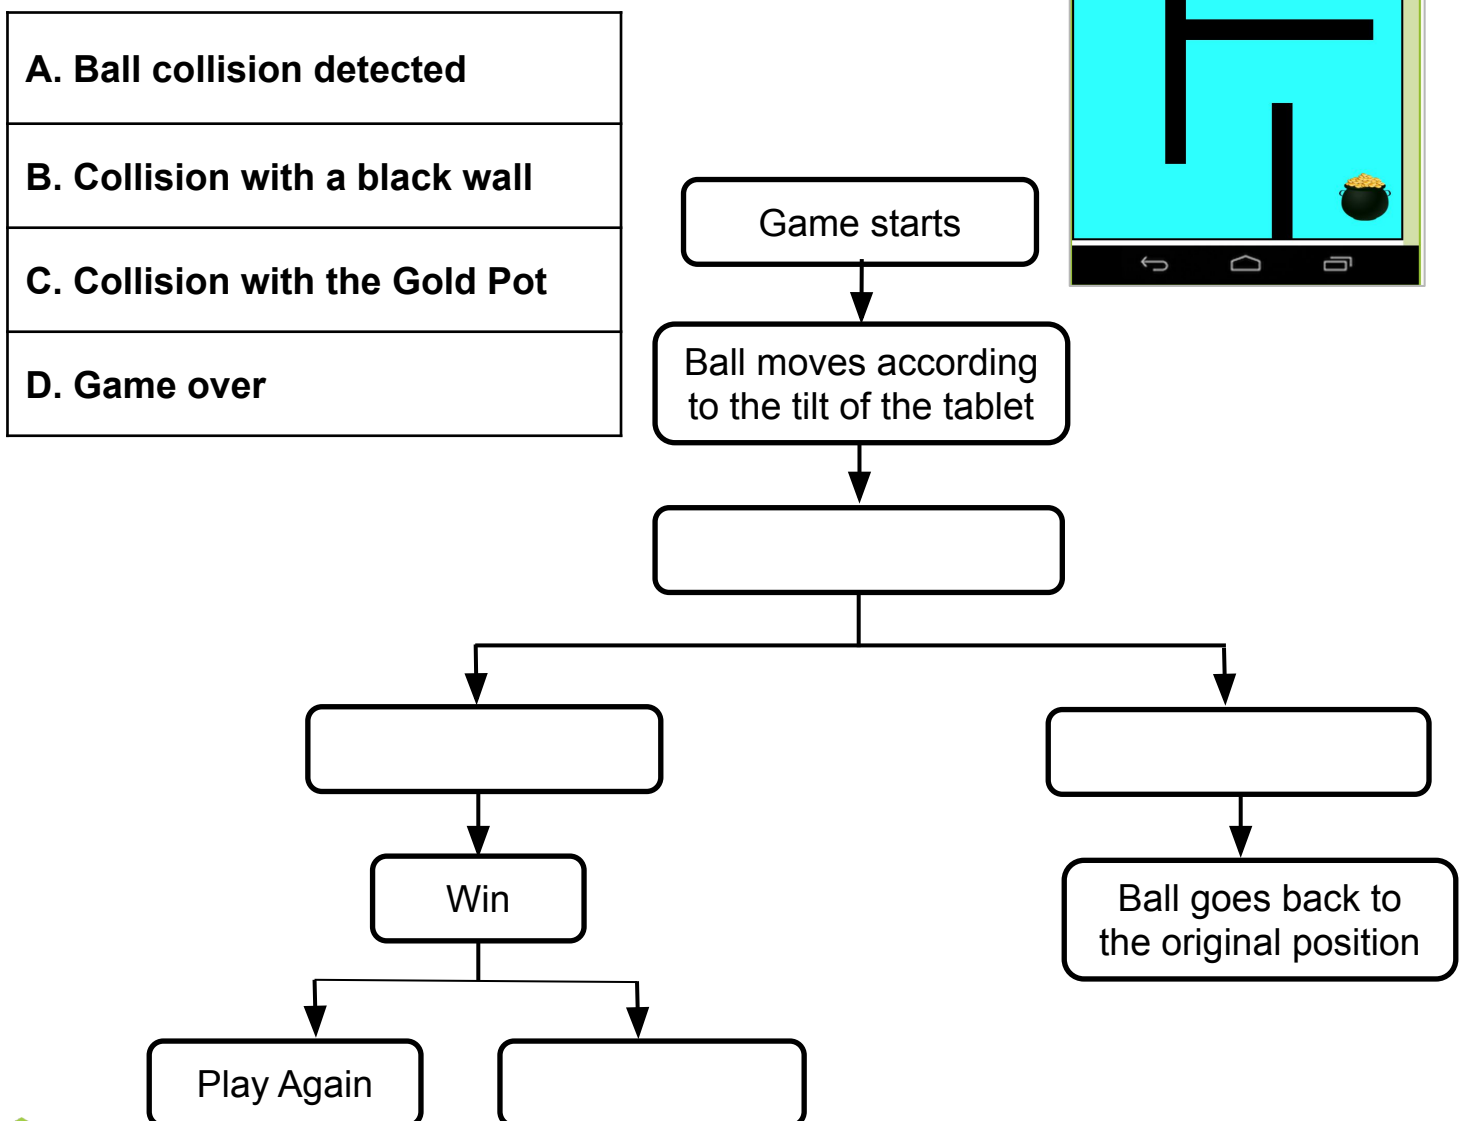 A. Ball collision detected
B. Collision with a black wall
C. Collision with the Gold Pot
D. Game over
Game starts
Ball moves according
to the tilt of the tablet
Win
Ball goes back to
the original position
Play Again